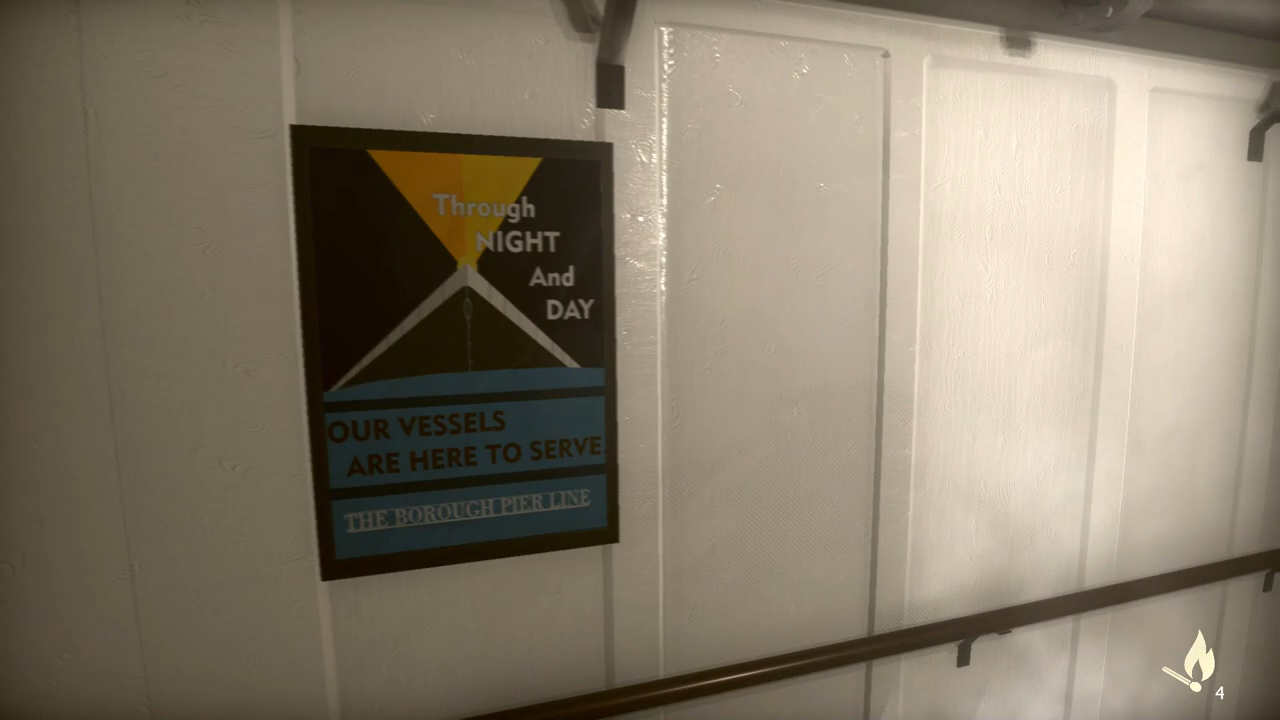 Through
NIGHT
And
DAY
OUR VESSELS
ARE HERE TO SERVE.
THE BOROUGH PIER LINE
4